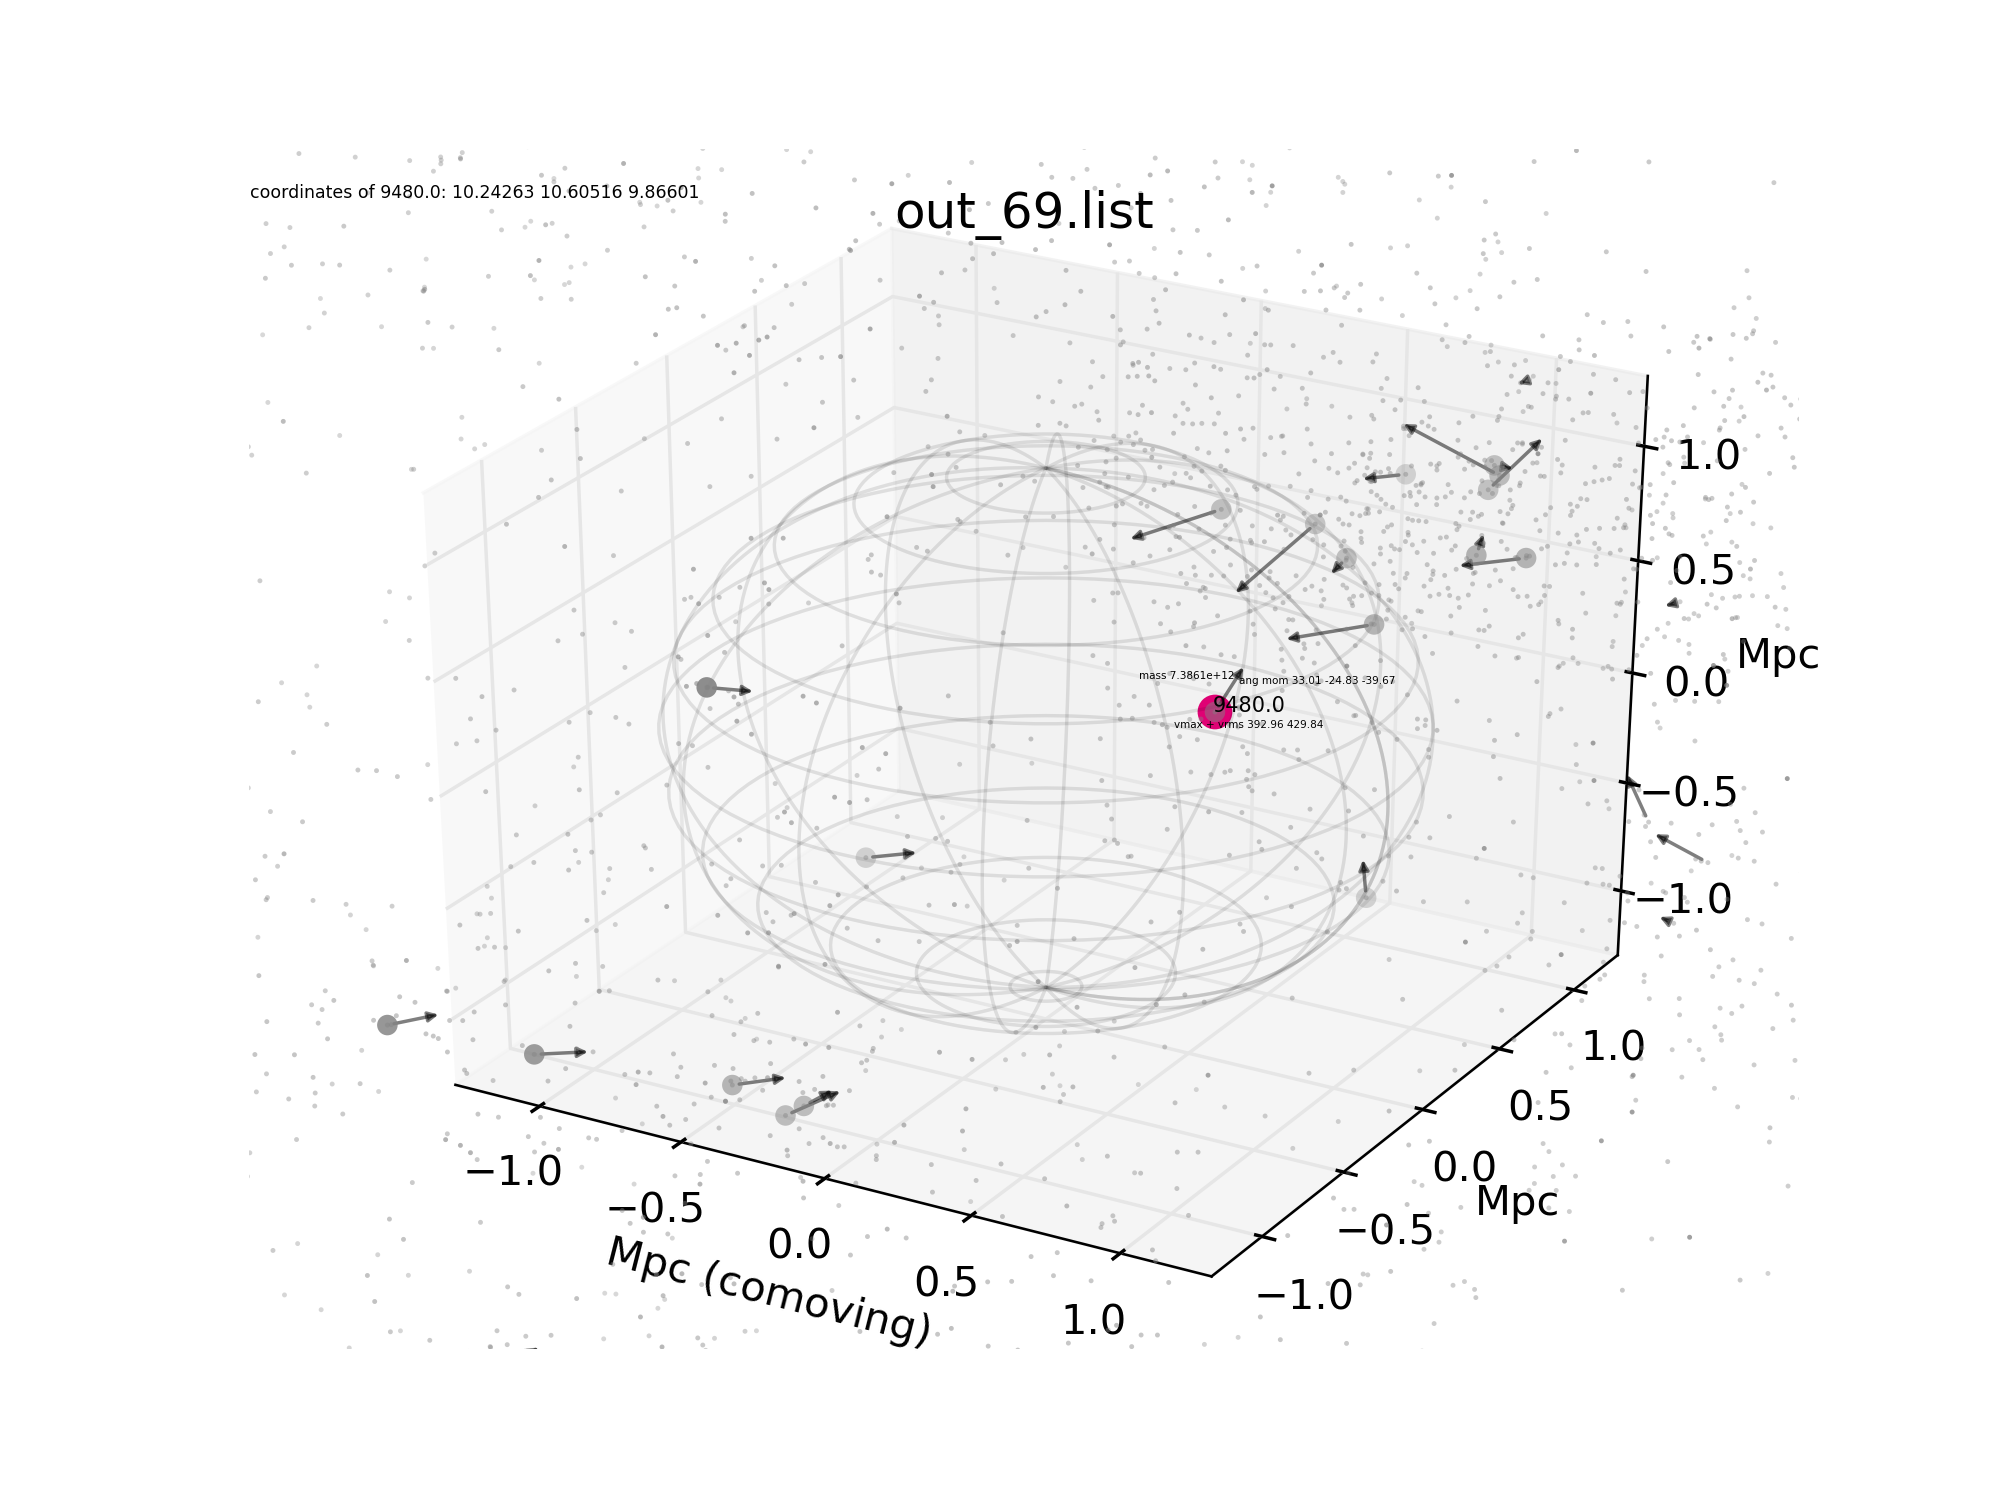 coordinates of 9480.0: 10.24263 10.60516 9.86601
out_69.list
1.0
0.5
Mpc
0.0
−0.5
−1.0
mass 7.3861e+12
ang mom 33.01 -24.83 -39.67
9480.0
vmax + vrms 392.96 429.84
1.0
0.5
0.0
Mpc
−0.5
−1.0
−1.0
−0.5
0.0
0.5
1.0
Mpc (comoving)